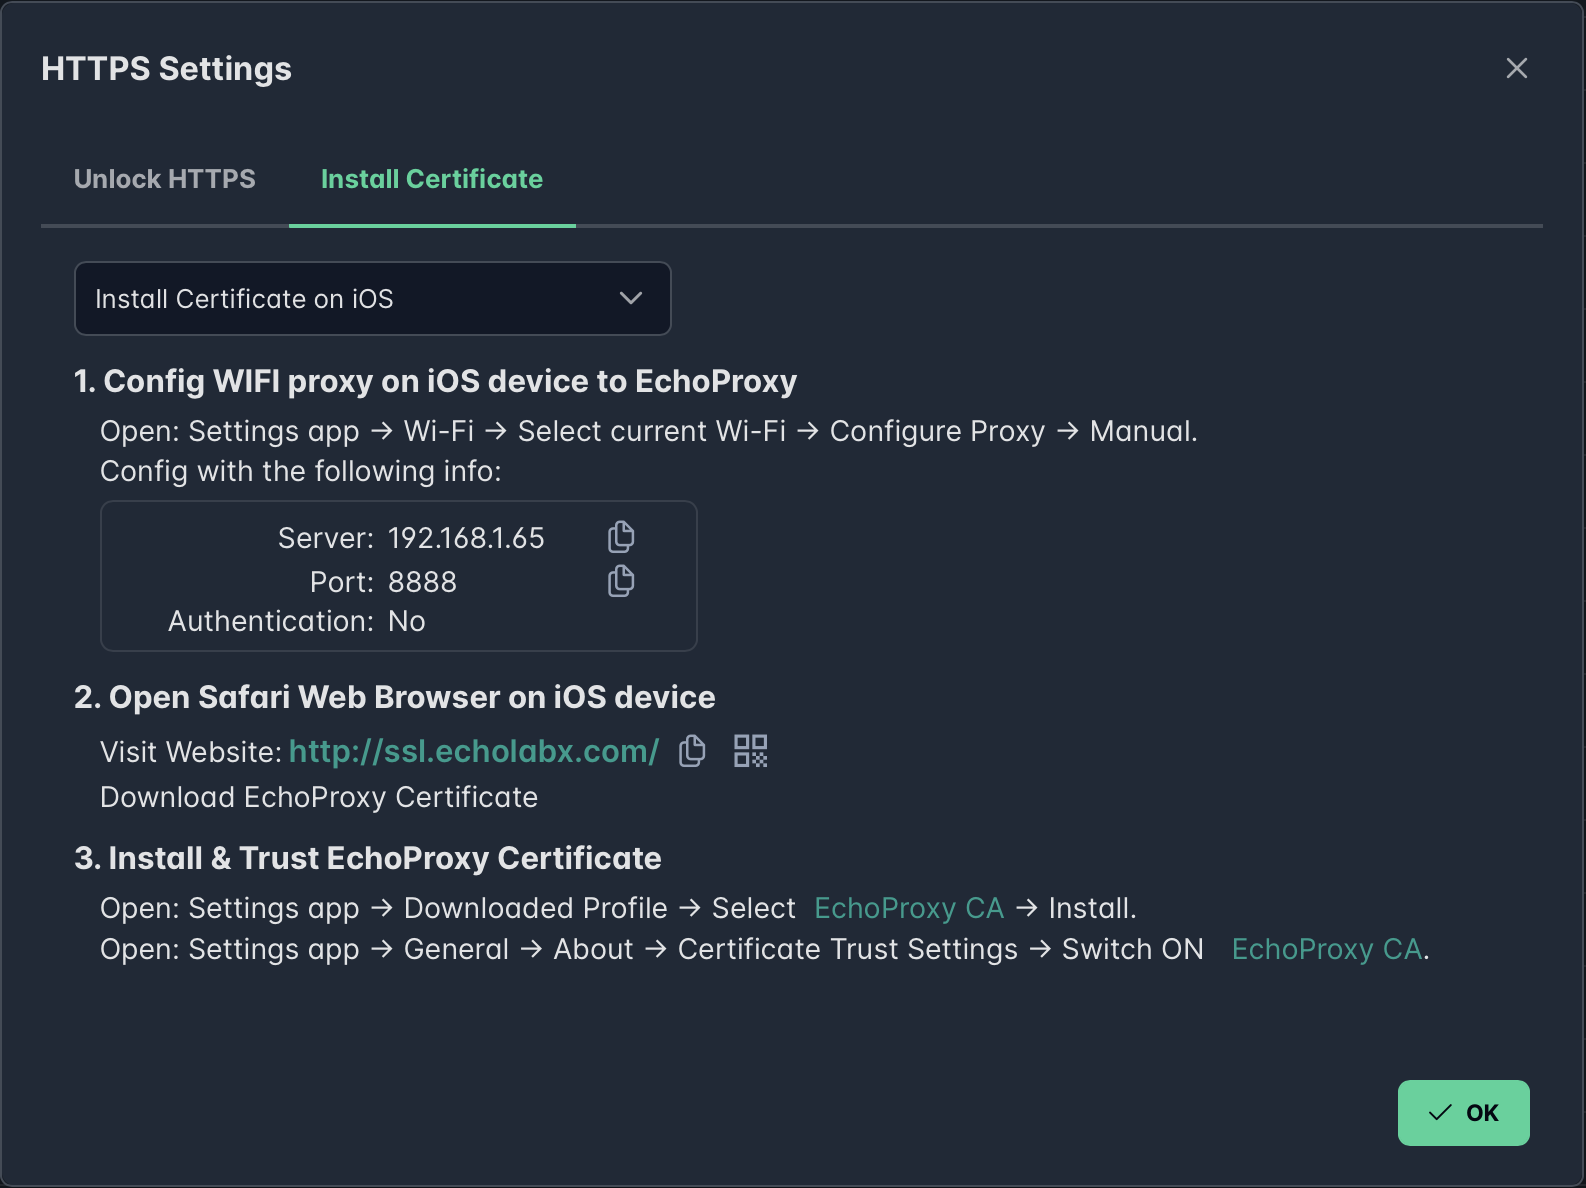 HTTPS Settings
Unlock HTTPS
Install Certificate
Install Certificate on iOS
1. Config WIFI proxy on iOS device to EchoProxy
Open: Settings app → Wi-Fi → Select current Wi-Fi → Configure Proxy → Manual.
Config with the following info:
Server: 192.168.1.65
Port: 8888
Authentication: No
2. Open Safari Web Browser on iOS device
Visit Website: http://ssl.echolabx.com/
Download EchoProxy Certificate
3. Install & Trust EchoProxy Certificate
Open: Settings app → Downloaded Profile → Select EchoProxy CA → Install.
Open: Settings app → General → About → Certificate Trust Settings → Switch ON EchoProxy CA.
OK